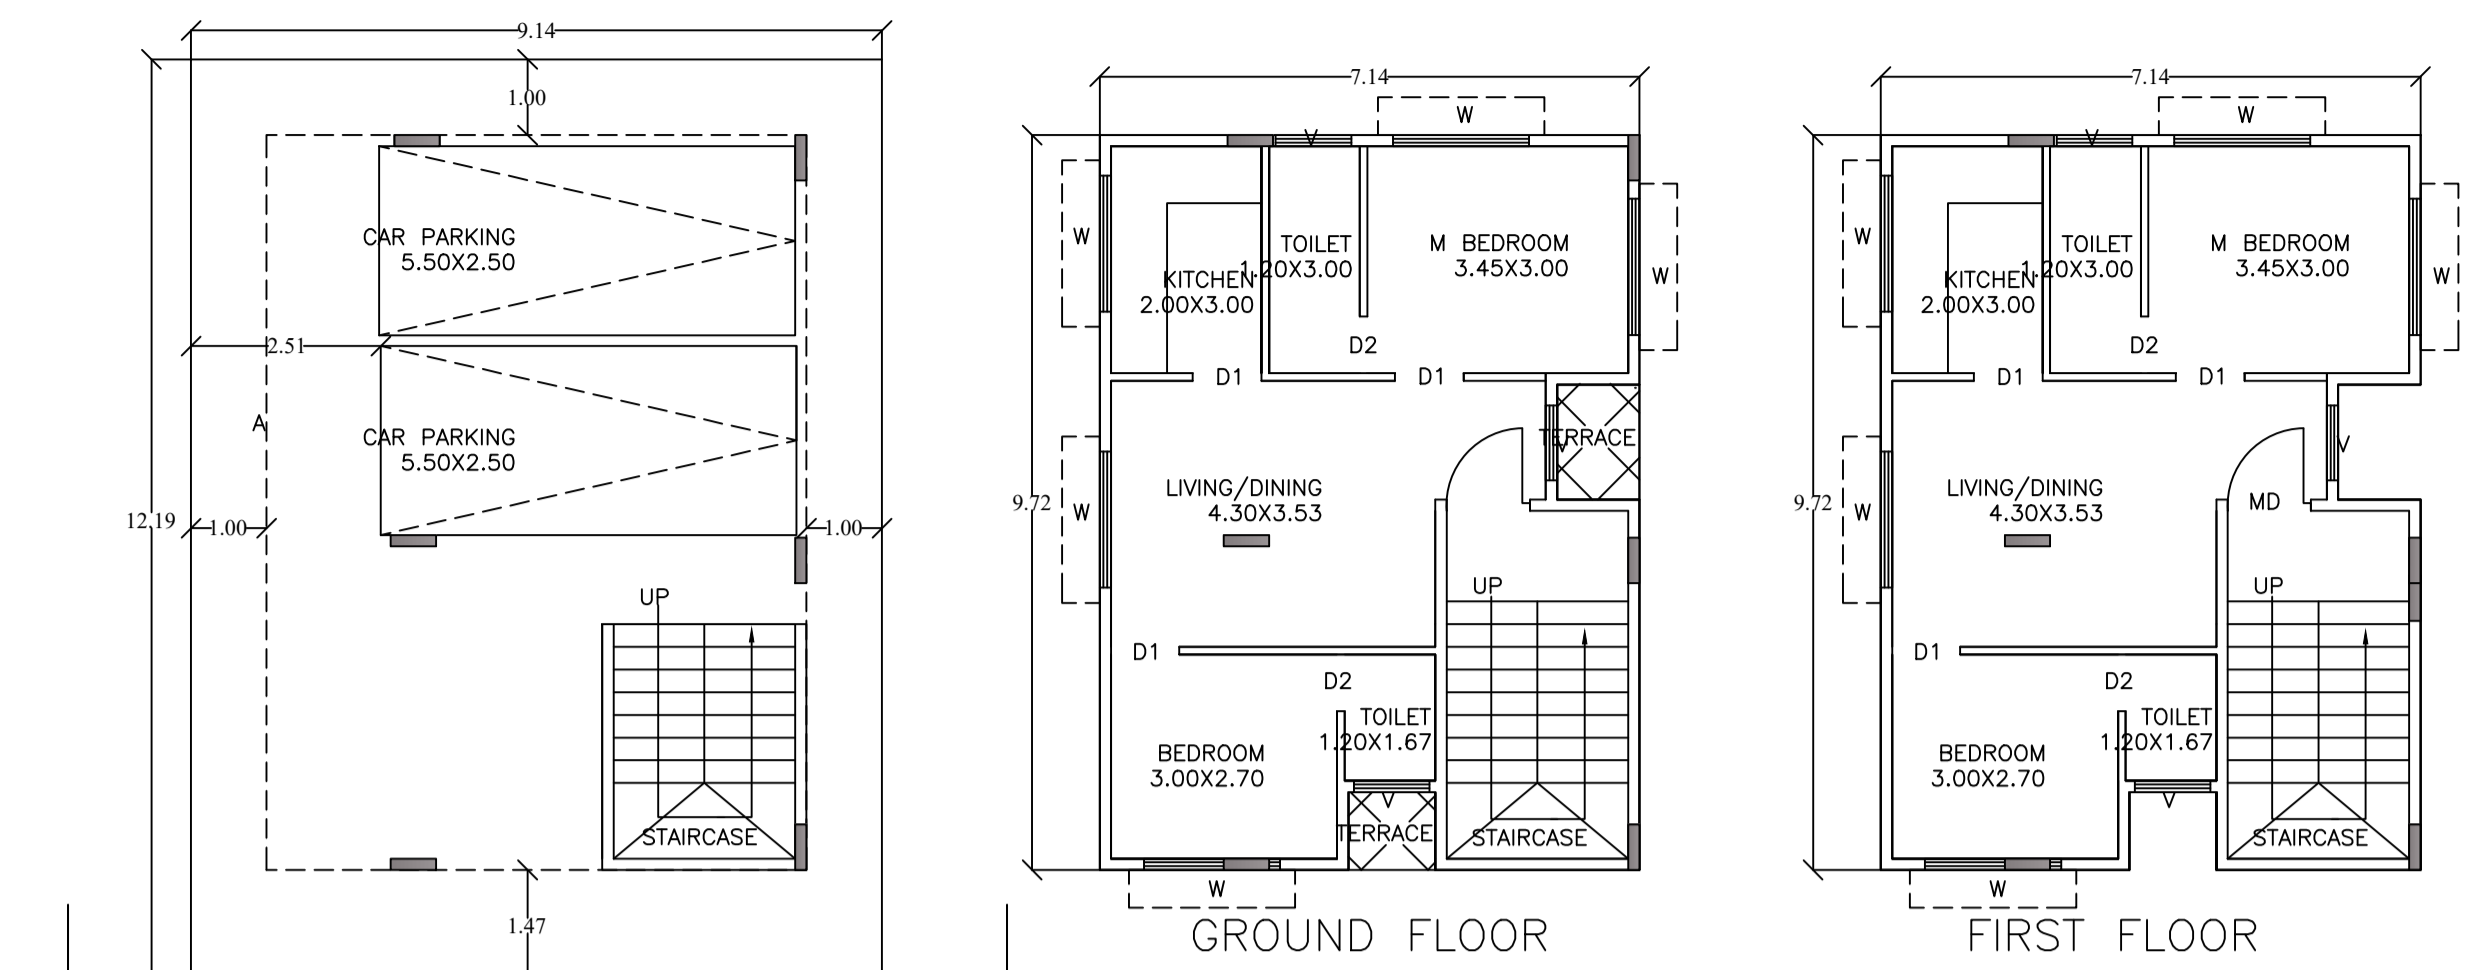 9.14
1.00
CAR PARKING
5.50X2.50
2.51
A
CAR PARKING
5.50X2.50
12.19
1.00
1.00
UP
STAIRCASE
1.47
7.14
W
V
W
TOILET
1.20X3.00
M BEDROOM
3.45X3.00
W
KITCHEN
2.00X3.00
D2
D1
D1
TERRACE
V
9.72
W
LIVING/DINING
4.30X3.53
UP
D1
D2
TOILET
1.20X1.67
BEDROOM
3.00X2.70
V
TERRACE
STAIRCASE
W
GROUND FLOOR
7.14
W
V
W
TOILET
1.20X3.00
M BEDROOM
3.45X3.00
W
KITCHEN
2.00X3.00
D2
D1
D1
V
9.72
W
LIVING/DINING
4.30X3.53
MD
UP
D1
D2
TOILET
1.20X1.67
BEDROOM
3.00X2.70
V
STAIRCASE
W
FIRST FLOOR